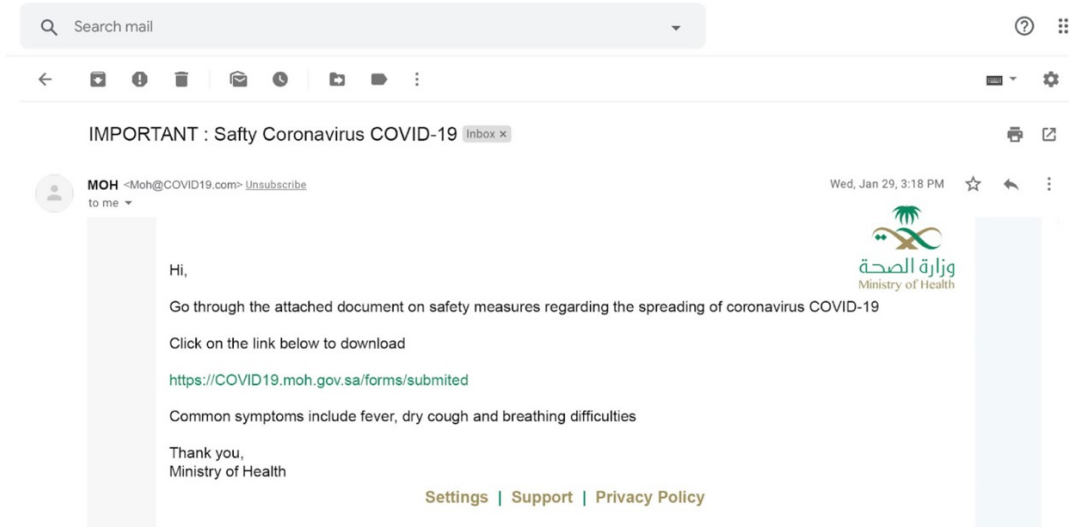 Search mail
IMPORTANT : Safty Coronavirus COVID-19 Inbox ×
MOH <Moh@COVID19.com> Unsubscribe
Wed, Jan 29, 3:18 PM
to me
وزارة الصحة
Ministry of Health
Hi,
Go through the attached document on safety measures regarding the spreading of coronavirus COVID-19
Click on the link below to download
https://COVID19.moh.gov.sa/forms/submited
Common symptoms include fever, dry cough and breathing difficulties
Thank you,
Ministry of Health
Settings | Support | Privacy Policy